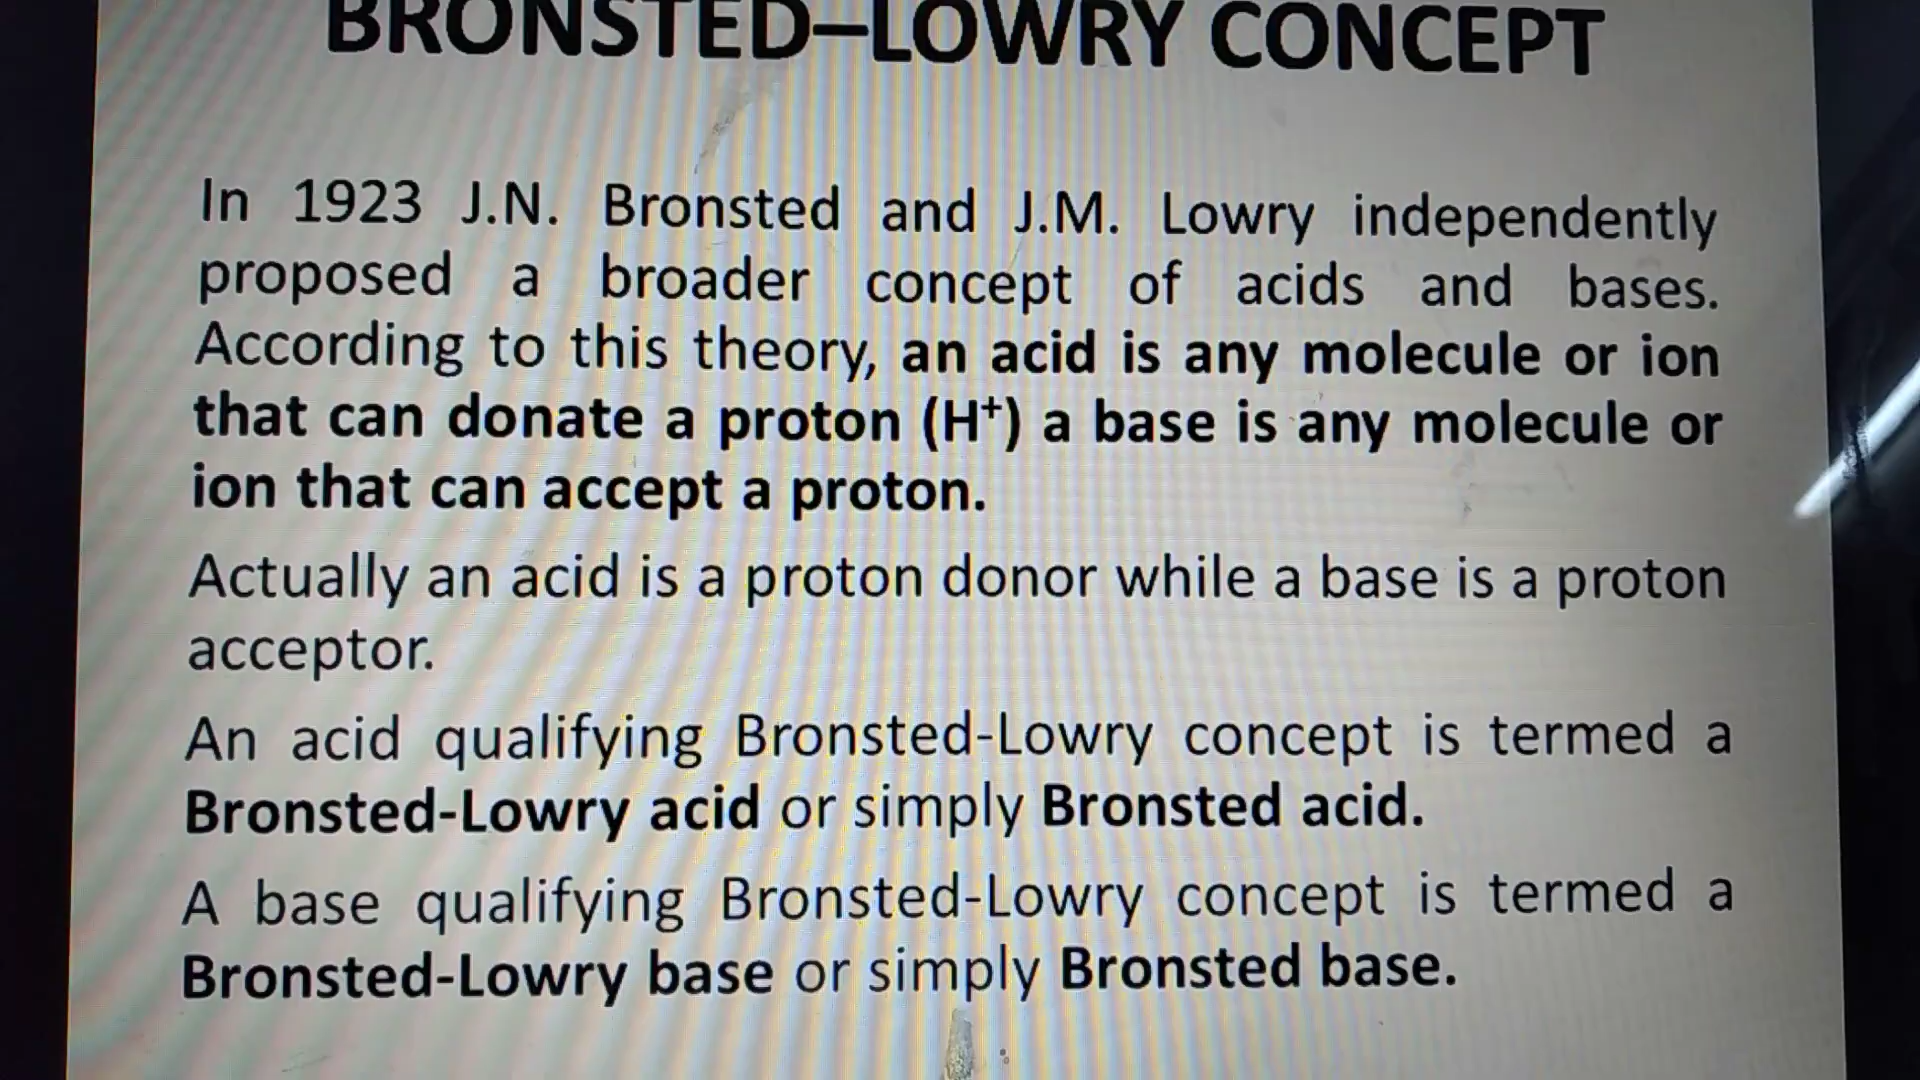 BRONSTED–LOWRY CONCEPT
In 1923 J.N. Bronsted and J.M. Lowry independently
proposed a broader concept of acids and bases.
According to this theory, an acid is any molecule or ion
that can donate a proton (H⁺) a base is any molecule or
ion that can accept a proton.
Actually an acid is a proton donor while a base is a proton
acceptor.
An acid qualifying Bronsted-Lowry concept is termed a
Bronsted-Lowry acid or simply Bronsted acid.
A base qualifying Bronsted-Lowry concept is termed a
Bronsted-Lowry base or simply Bronsted base.